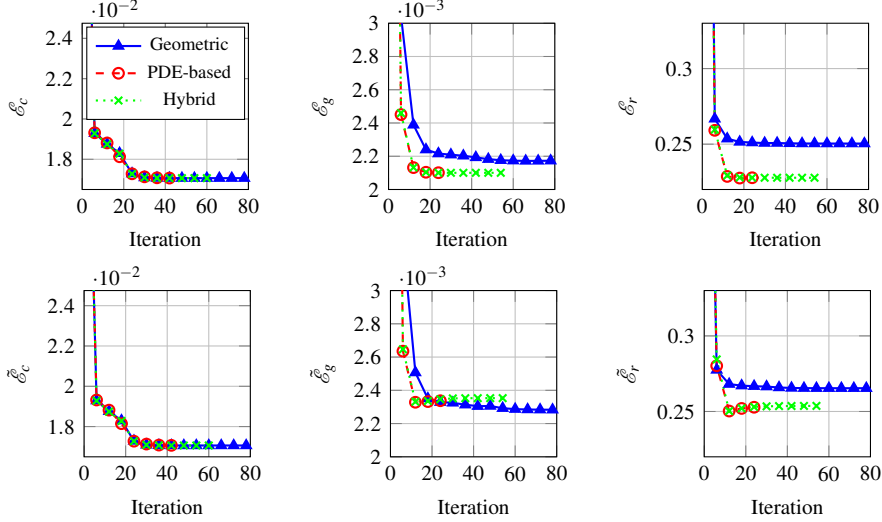 ·10⁻²
2.4
2.2
2
1.8
ℰc
Geometric
PDE-based
Hybrid
0 20 40 60 80
Iteration
·10⁻³
3
2.8
2.6
2.4
2.2
2
ℰg
0 20 40 60 80
Iteration
0.3
0.25
ℰr
0 20 40 60 80
Iteration
·10⁻²
2.4
2.2
2
1.8
ℰ̃c
0 20 40 60 80
Iteration
·10⁻³
3
2.8
2.6
2.4
2.2
2
ℰ̃g
0 20 40 60 80
Iteration
0.3
0.25
ℰ̃r
0 20 40 60 80
Iteration